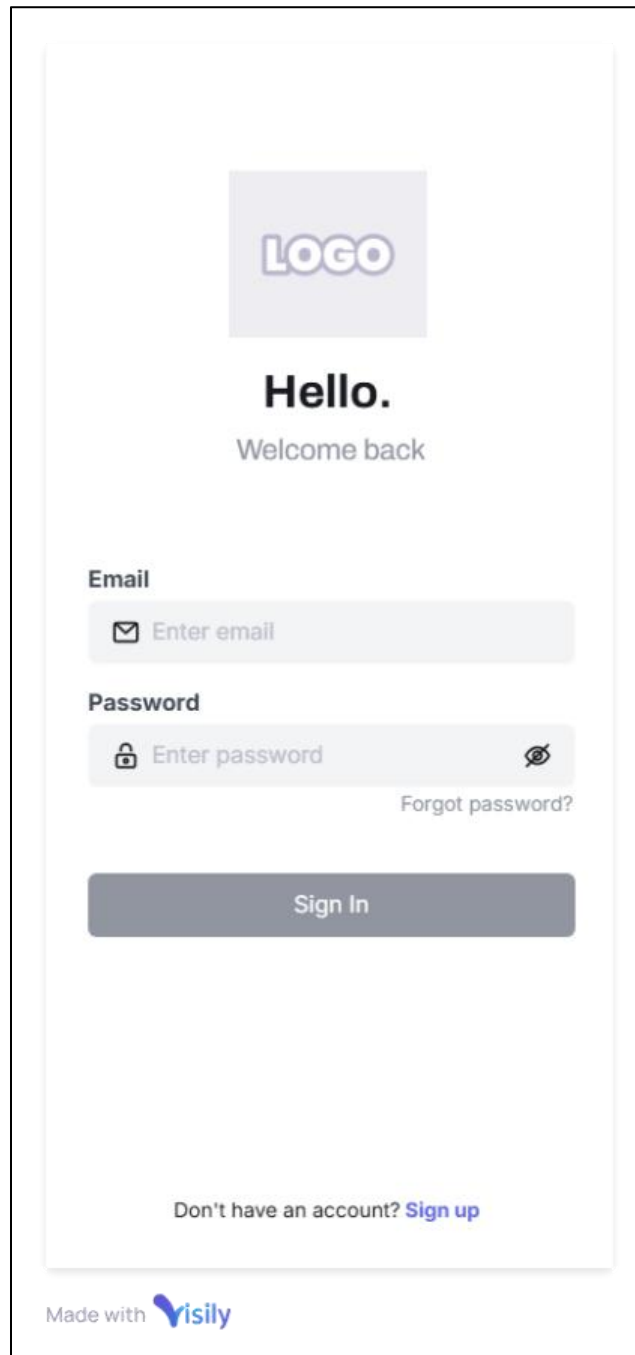 LOGO
Hello.
Welcome back
Email
Enter email
Password
Enter password
Forgot password?
Sign In
Don't have an account? Sign up
Made with Visily